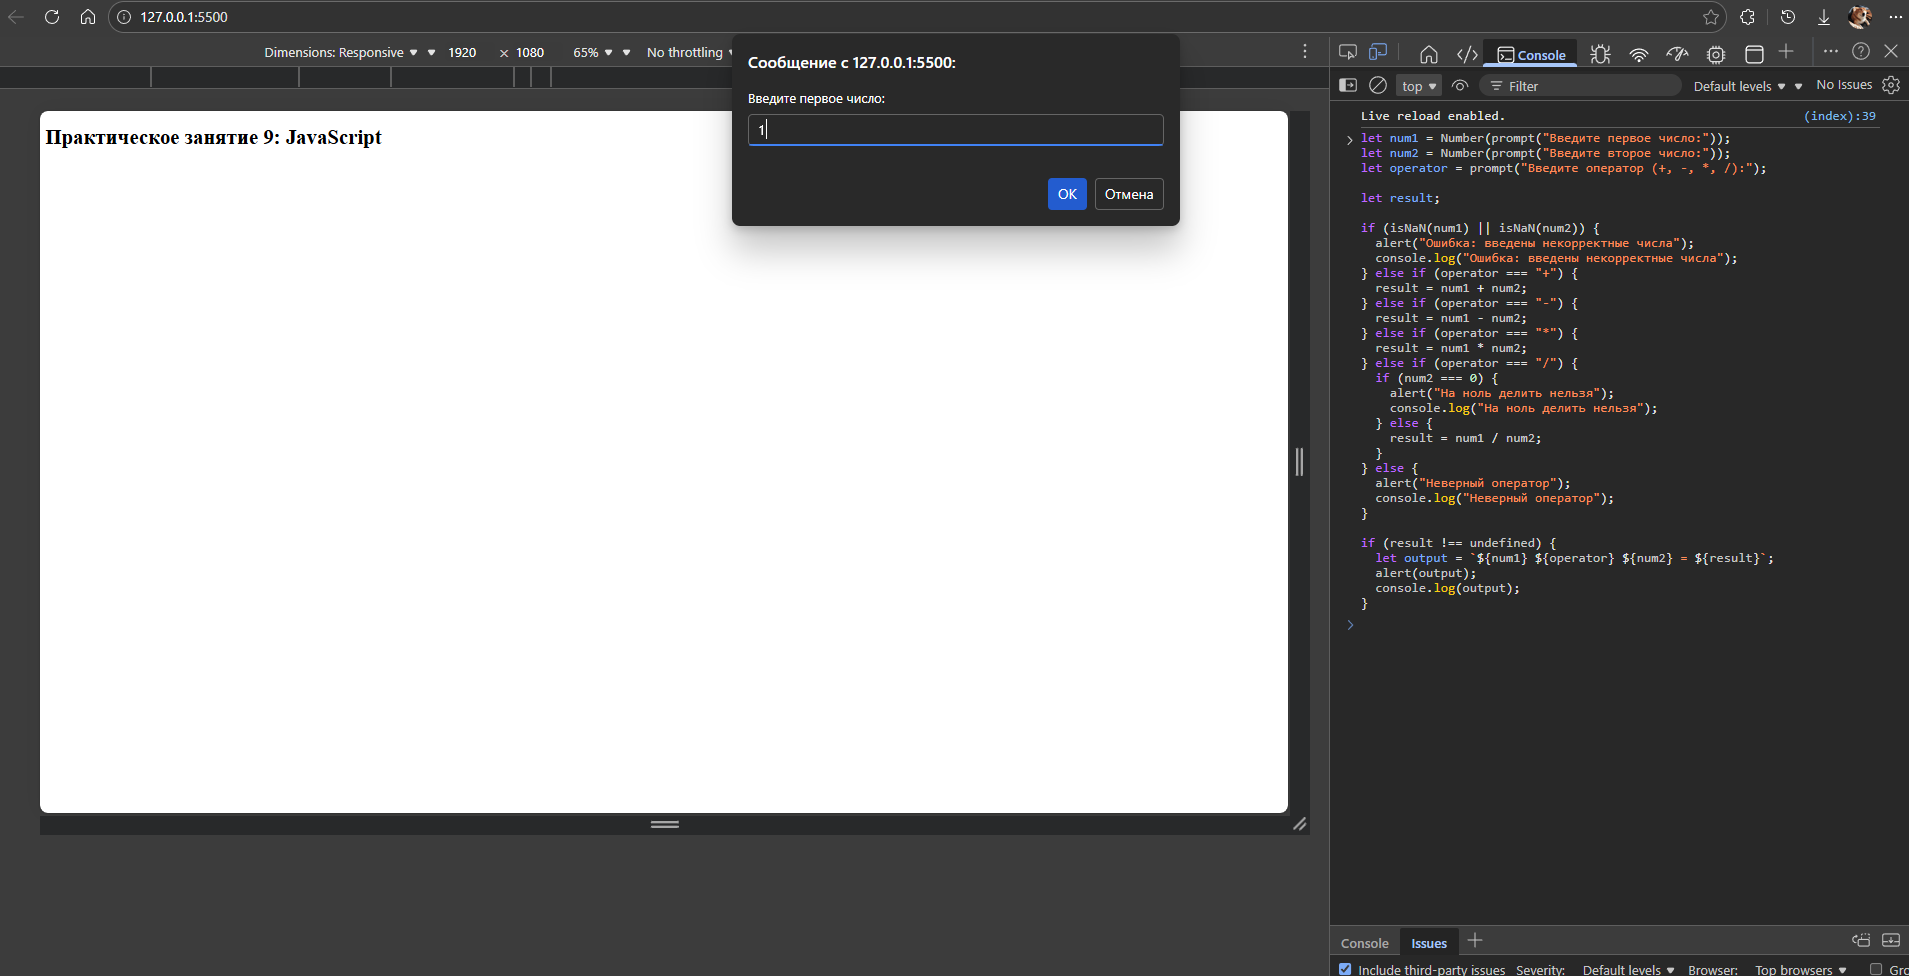 127.0.0.1:5500
Dimensions: Responsive 1920 × 1080 65% No throttling
Сообщение с 127.0.0.1:5500:
Введите первое число:
1
OK Отмена
Практическое занятие 9: JavaScript
Console
top Filter Default levels No Issues
Live reload enabled. (index):39
let num1 = Number(prompt("Введите первое число:"));
let num2 = Number(prompt("Введите второе число:"));
let operator = prompt("Введите оператор (+, -, *, /):");
let result;
if (isNaN(num1) || isNaN(num2)) {
alert("Ошибка: введены некорректные числа");
console.log("Ошибка: введены некорректные числа");
} else if (operator === "+") {
result = num1 + num2;
} else if (operator === "-") {
result = num1 - num2;
} else if (operator === "*") {
result = num1 * num2;
} else if (operator === "/") {
if (num2 === 0) {
alert("На ноль делить нельзя");
console.log("На ноль делить нельзя");
} else {
result = num1 / num2;
}
} else {
alert("Неверный оператор");
console.log("Неверный оператор");
}
if (result !== undefined) {
let output = `${num1} ${operator} ${num2} = ${result}`;
alert(output);
console.log(output);
}
Console Issues
Include third-party issues Severity: Default levels Browser: Top browsers Gro